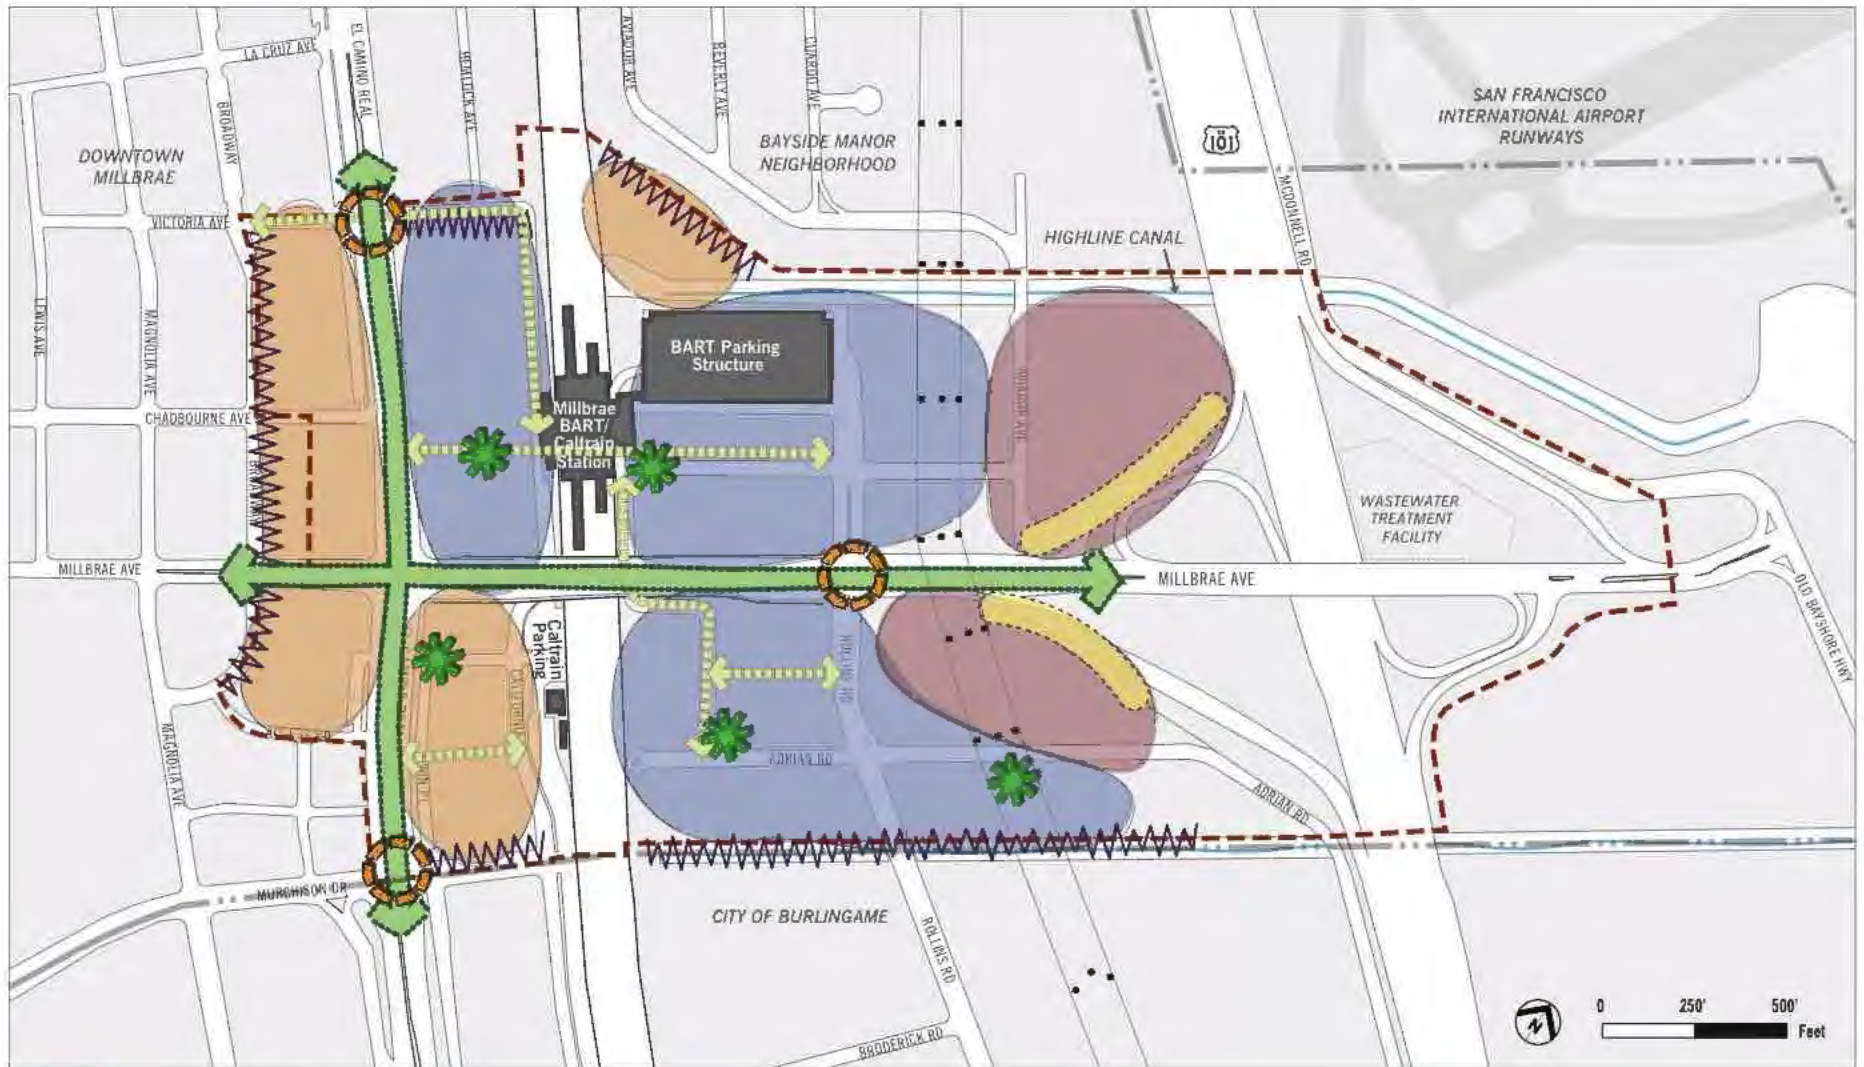 LA CRUZ AVE
EL CAMINO REAL
HEMLOCK AVE
AVIADOR AVE
BEVERLY AVE
CUARDO AVE
BROADWAY
DOWNTOWN
MILLBRAE
BAYSIDE MANOR
NEIGHBORHOOD
101
SAN FRANCISCO
INTERNATIONAL AIRPORT
RUNWAYS
MCDONNELL RD
VICTORIA AVE
HIGHLINE CANAL
LEWIS AVE
MAGNOLIA AVE
BART Parking
Structure
CHADBOURNE AVE
Millbrae
BART/
Caltrain
Station
WASTEWATER
TREATMENT
FACILITY
MILLBRAE AVE
MILLBRAE AVE
OLD BAYSHORE HWY
Caltrain
Parking
ROLLINS RD
MAGNOLIA AVE
ADRIAN RD
ADRIAN RD
MURCHISON DR
CITY OF BURLINGAME
ROLLINS RD
BRODERICK RD
N
0 250' 500'
Feet